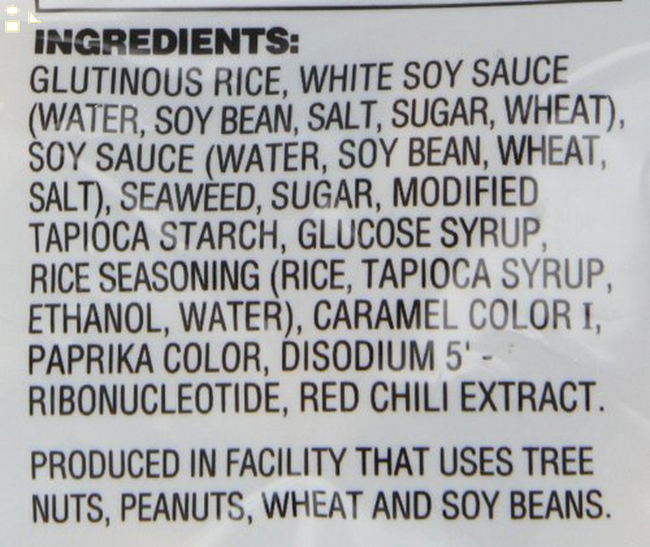 INGREDIENTS:
GLUTINOUS RICE, WHITE SOY SAUCE
(WATER, SOY BEAN, SALT, SUGAR, WHEAT),
SOY SAUCE (WATER, SOY BEAN, WHEAT,
SALT), SEAWEED, SUGAR, MODIFIED
TAPIOCA STARCH, GLUCOSE SYRUP,
RICE SEASONING (RICE, TAPIOCA SYRUP,
ETHANOL, WATER), CARAMEL COLOR I,
PAPRIKA COLOR, DISODIUM 5' -
RIBONUCLEOTIDE, RED CHILI EXTRACT.
PRODUCED IN FACILITY THAT USES TREE
NUTS, PEANUTS, WHEAT AND SOY BEANS.